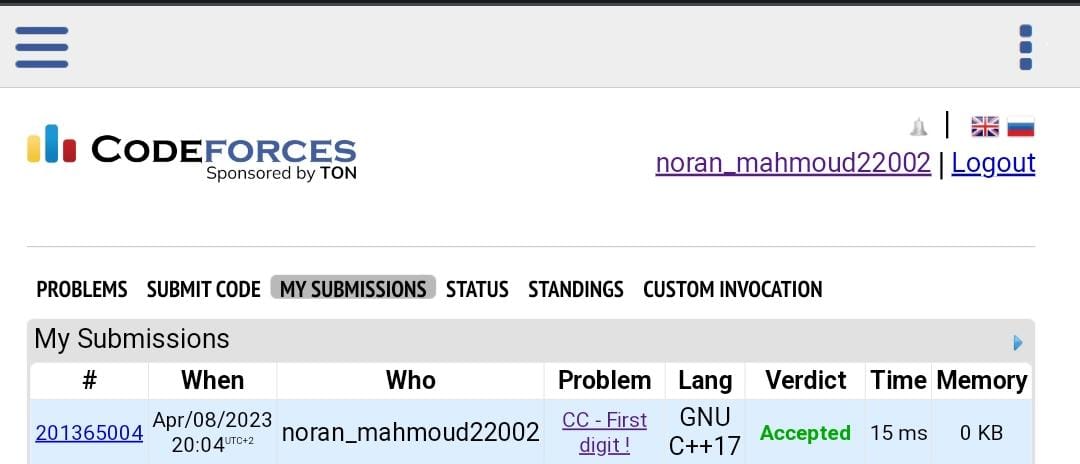 CODEFORCES
Sponsored by TON
noran_mahmoud22002 | Logout
PROBLEMS SUBMIT CODE MY SUBMISSIONS STATUS STANDINGS CUSTOM INVOCATION
My Submissions
# When Who Problem Lang Verdict Time Memory
201365004 Apr/08/2023 20:04UTC+2 noran_mahmoud22002 CC - First digit ! GNU C++17 Accepted 15 ms 0 KB